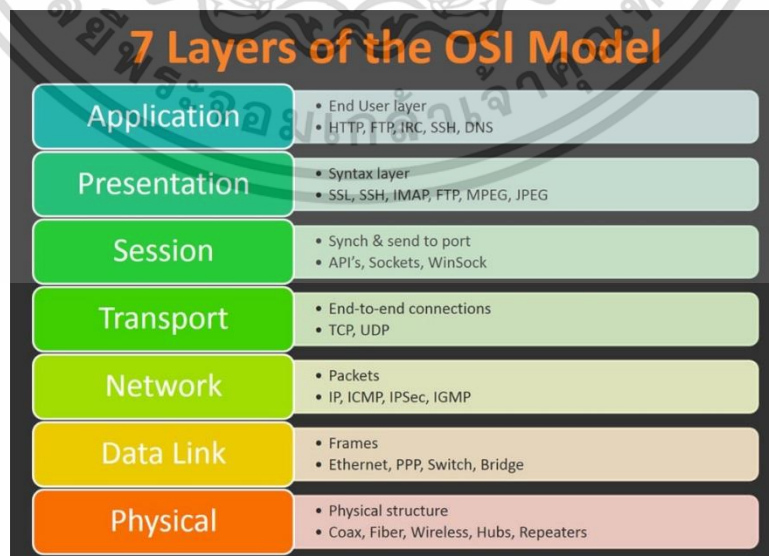 7 Layers of the OSI Model
Application
• End User layer
• HTTP, FTP, IRC, SSH, DNS
Presentation
• Syntax layer
• SSL, SSH, IMAP, FTP, MPEG, JPEG
Session
• Synch & send to port
• API's, Sockets, WinSock
Transport
• End-to-end connections
• TCP, UDP
Network
• Packets
• IP, ICMP, IPSec, IGMP
Data Link
• Frames
• Ethernet, PPP, Switch, Bridge
Physical
• Physical structure
• Coax, Fiber, Wireless, Hubs, Repeaters